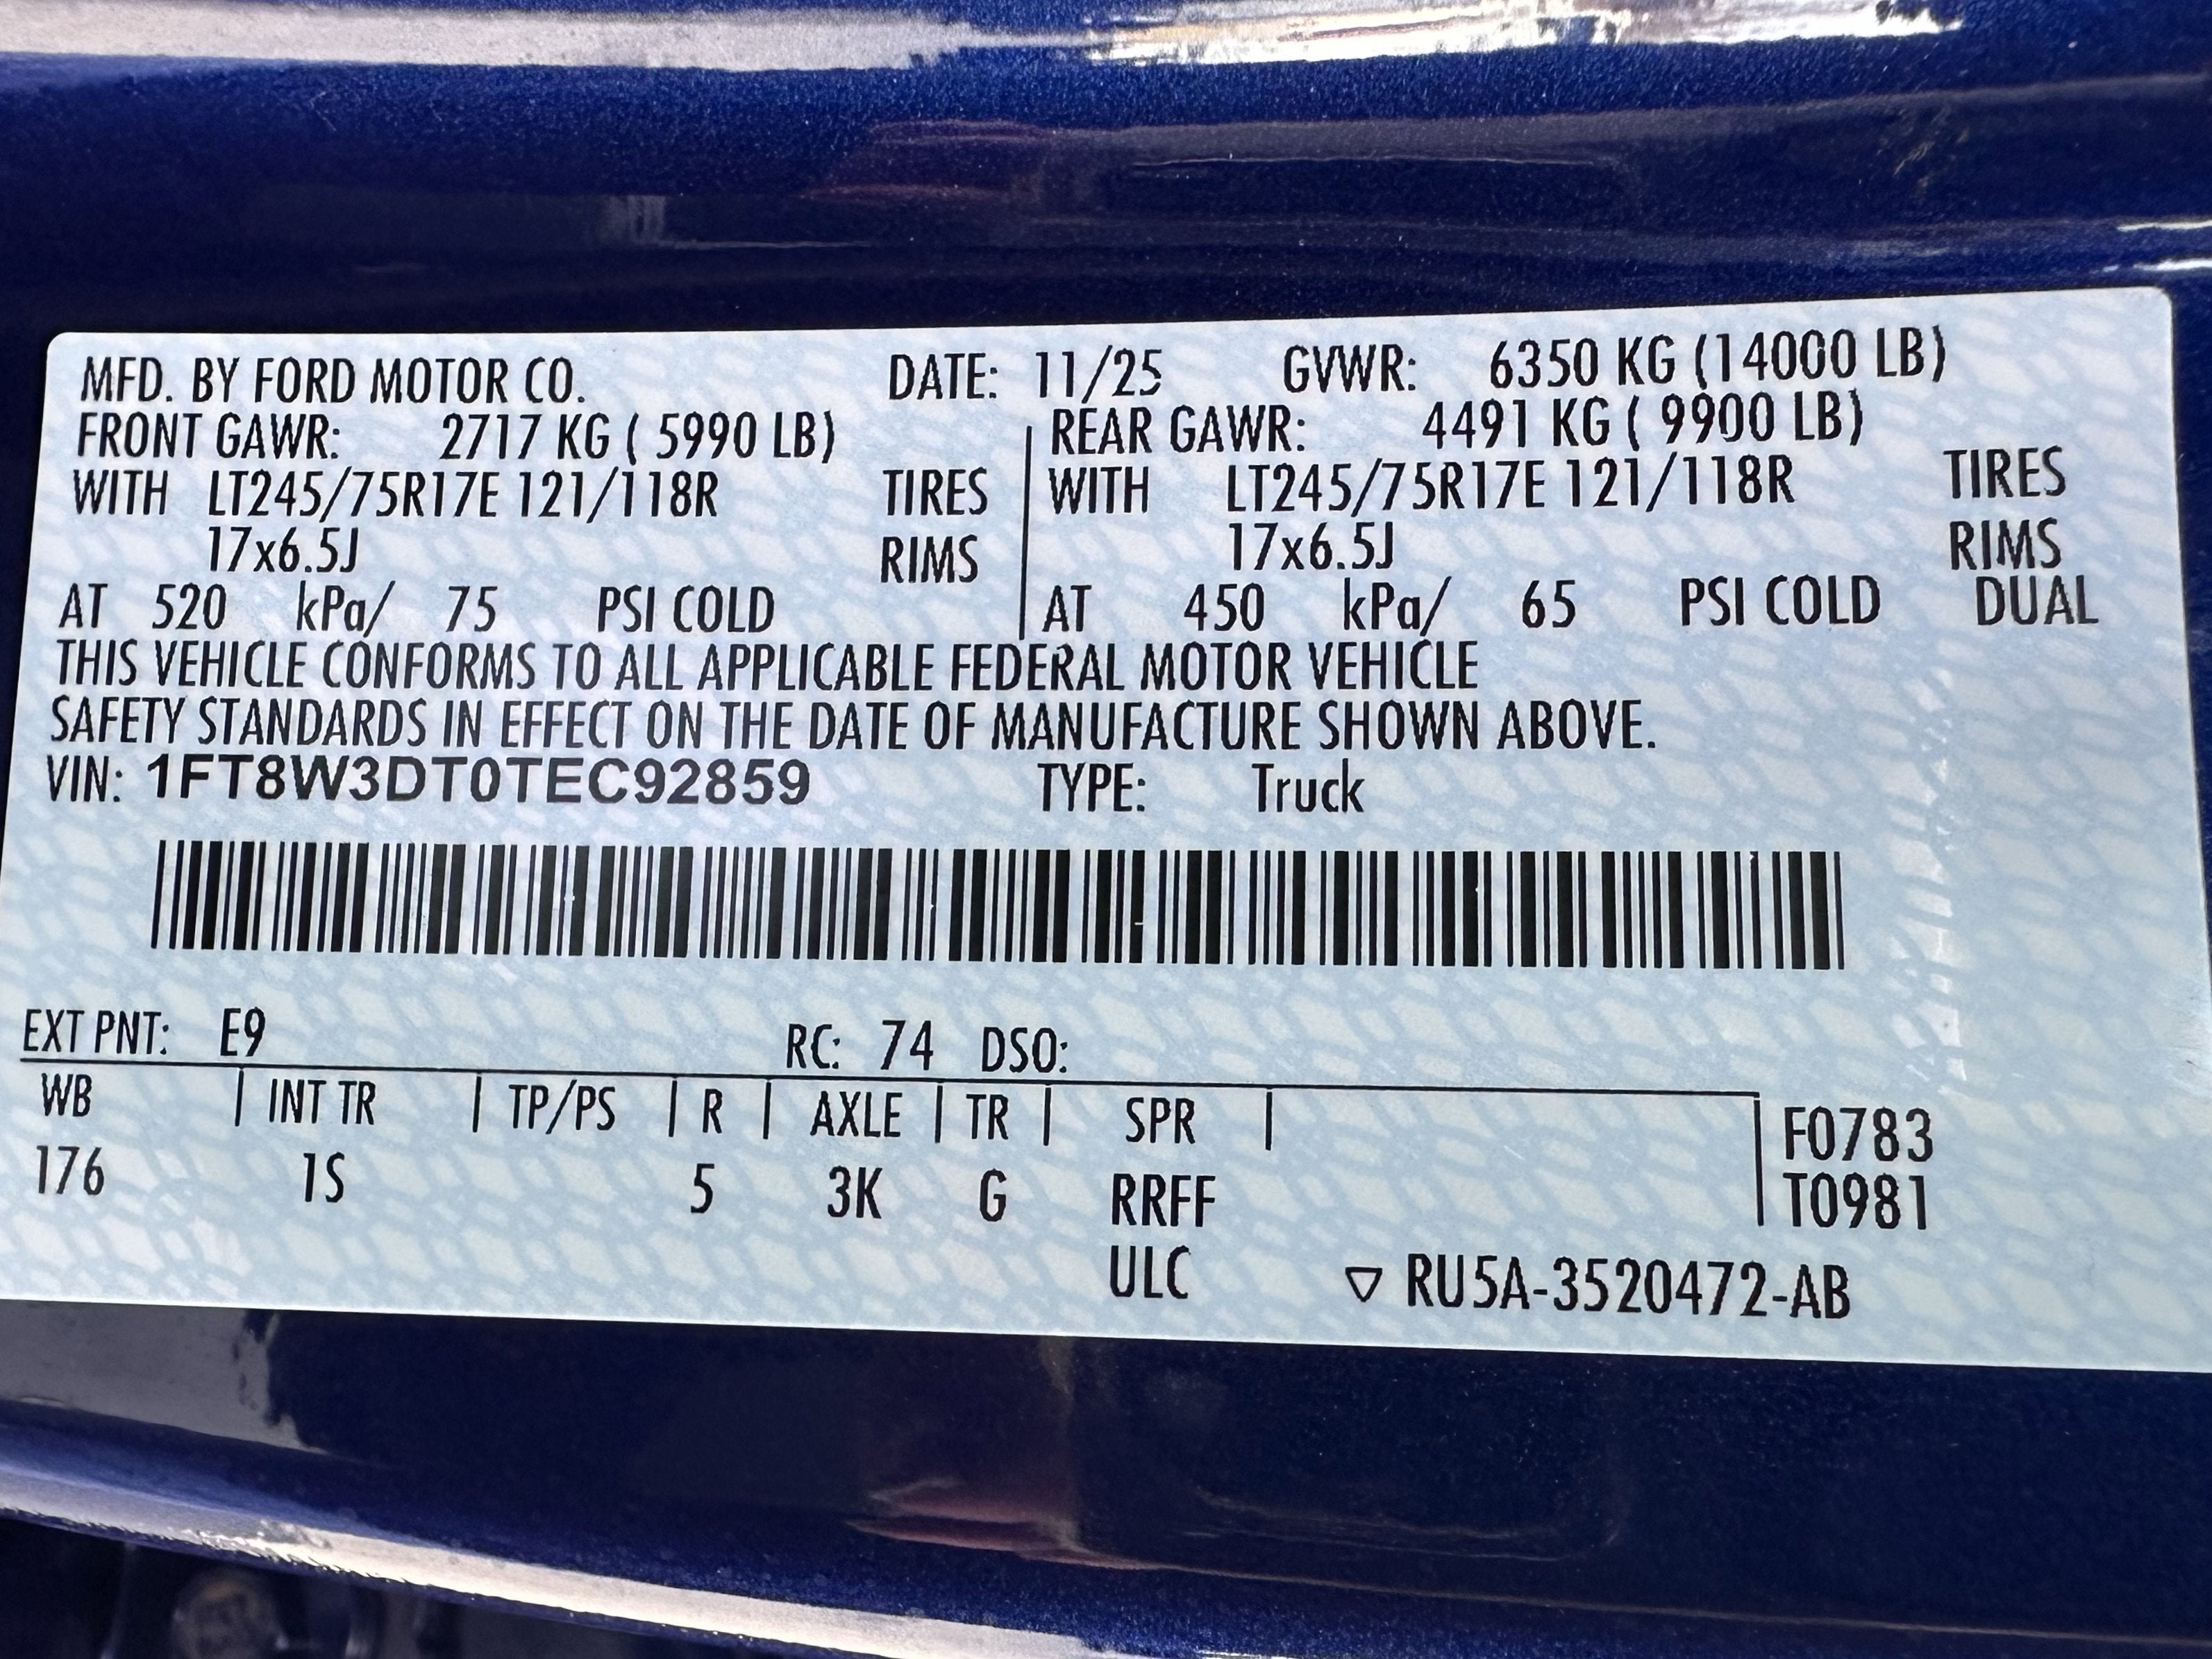 MFD. BY FORD MOTOR CO. DATE: 11/25 GVWR: 6350 KG (14000 LB)
FRONT GAWR: 2717 KG ( 5990 LB) REAR GAWR: 4491 KG ( 9900 LB)
WITH LT245/75R17E 121/118R TIRES WITH LT245/75R17E 121/118R TIRES
17x6.5J RIMS 17x6.5J RIMS
AT 520 kPa/ 75 PSI COLD AT 450 kPa/ 65 PSI COLD DUAL
THIS VEHICLE CONFORMS TO ALL APPLICABLE FEDERAL MOTOR VEHICLE
SAFETY STANDARDS IN EFFECT ON THE DATE OF MANUFACTURE SHOWN ABOVE.
VIN: 1FT8W3DT0TEC92859 TYPE: Truck
EXT PNT: E9 RC: 74 DSO:
WB | INT TR | TP/PS | R | AXLE | TR | SPR | F0783
176 1S 5 3K G RRFF T0981
ULC ▽ RU5A-3520472-AB